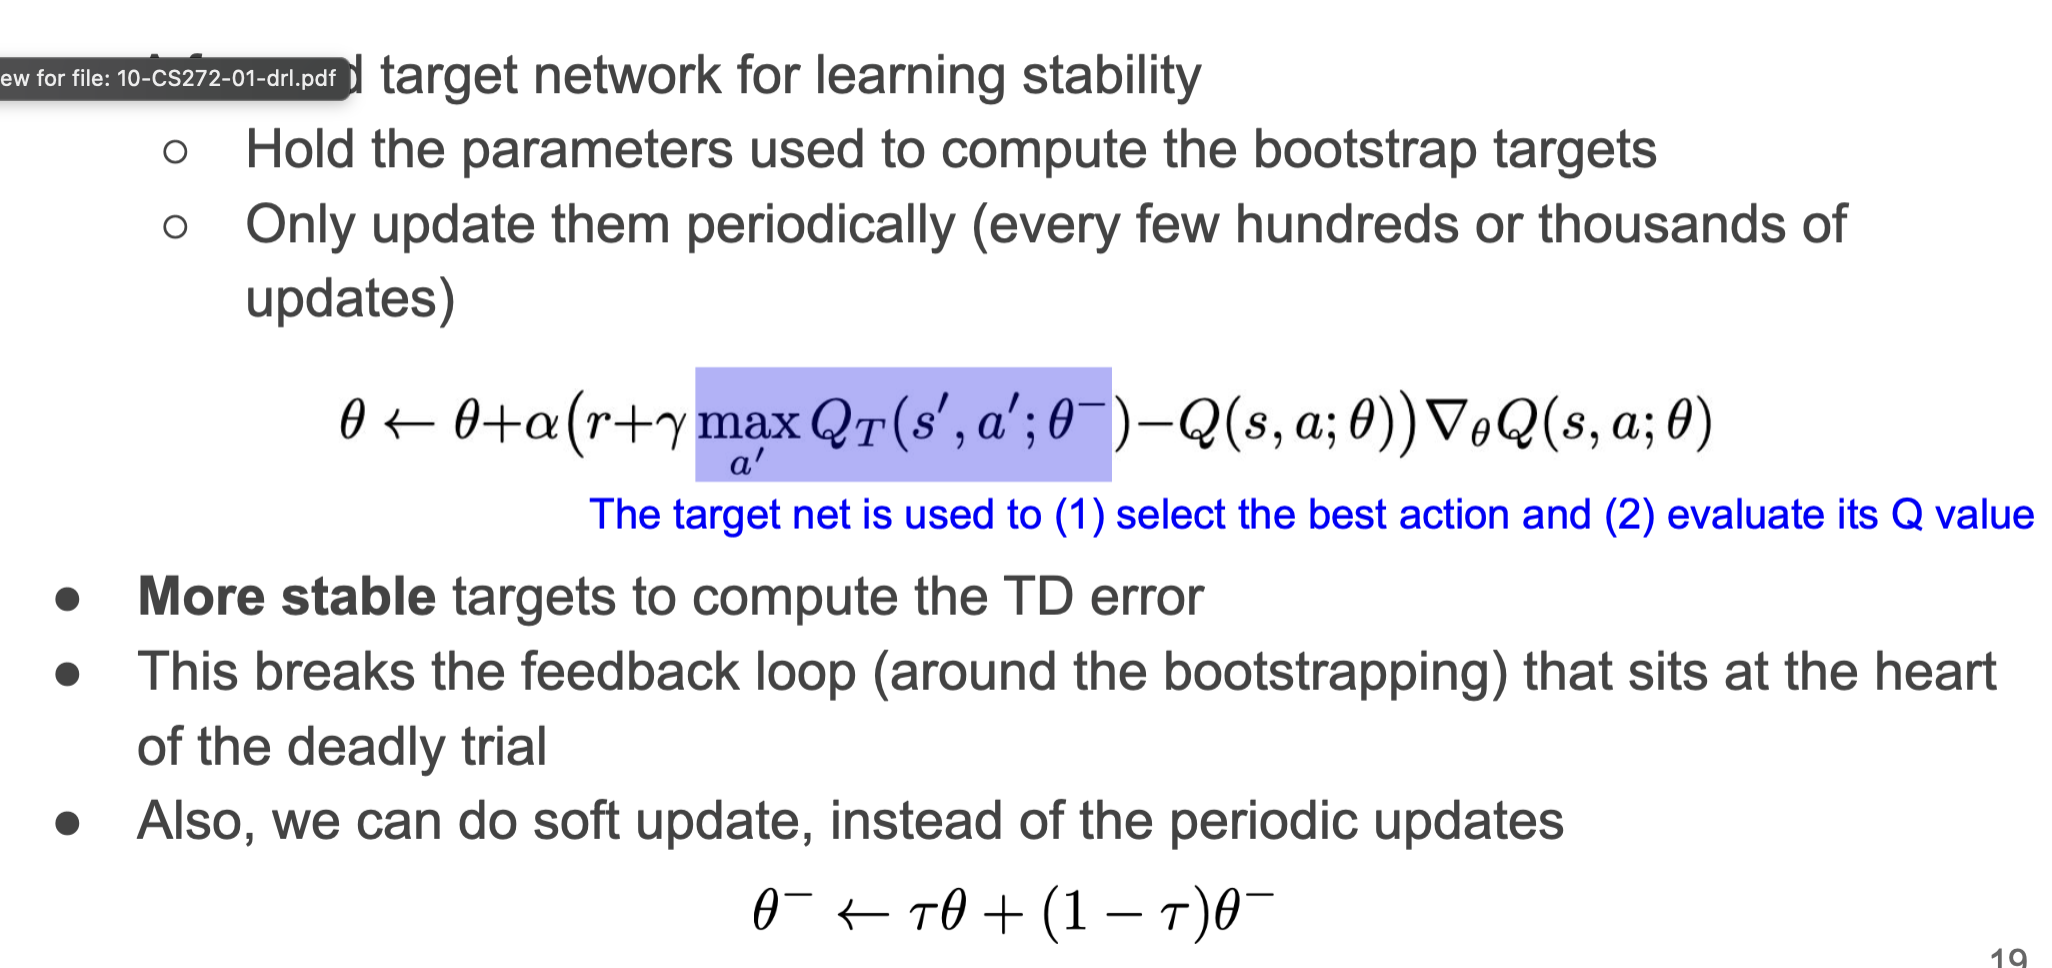 ew for file: 10-CS272-01-drl.pdf
target network for learning stability
○ Hold the parameters used to compute the bootstrap targets
○ Only update them periodically (every few hundreds or thousands of
updates)
θ ← θ+α(r+γ max_{a′} Q_T(s′, a′; θ⁻)−Q(s, a; θ))∇_θQ(s, a; θ)
The target net is used to (1) select the best action and (2) evaluate its Q value
● More stable targets to compute the TD error
● This breaks the feedback loop (around the bootstrapping) that sits at the heart
of the deadly trial
● Also, we can do soft update, instead of the periodic updates
θ⁻ ← τθ + (1 − τ)θ⁻
19